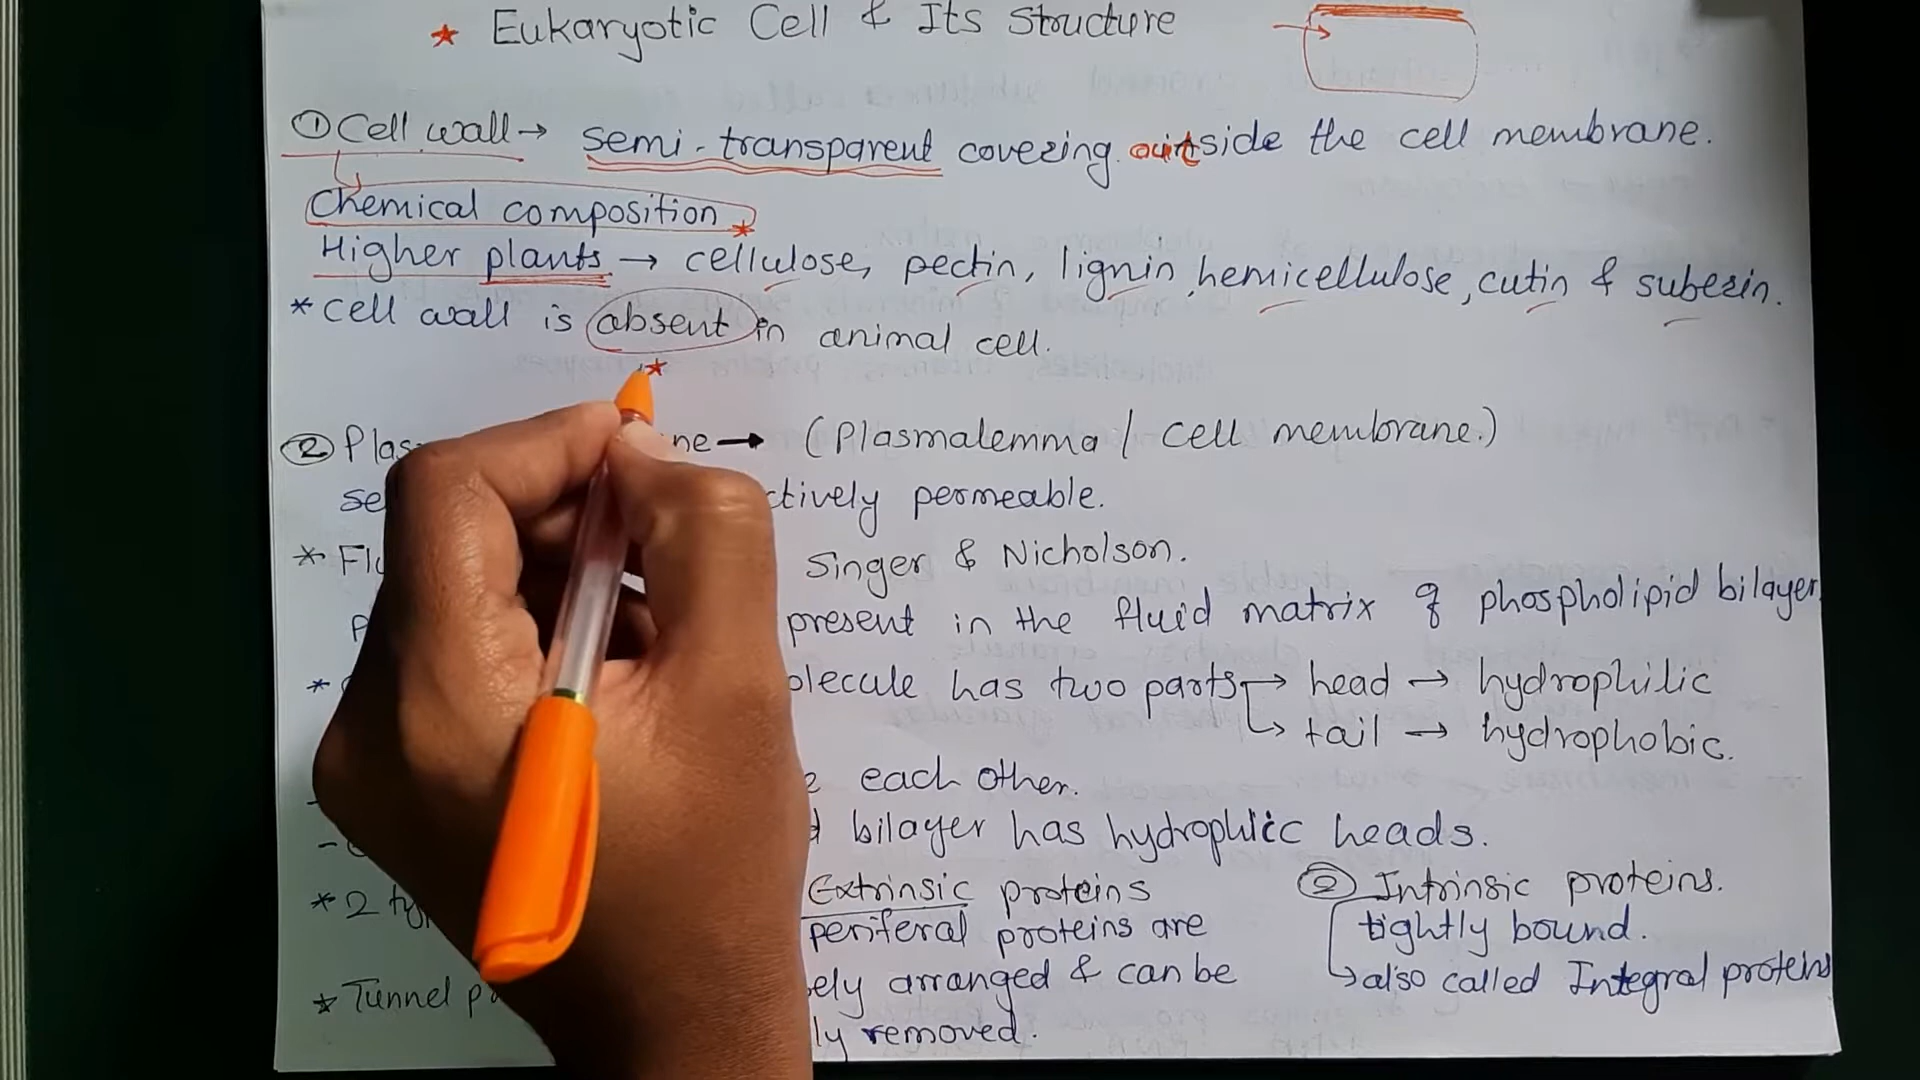 ★ Eukaryotic Cell & Its Structure
① Cell wall → semi-transparent covering outside the cell membrane.
Chemical composition *
Higher plants → cellulose, pectin, lignin, hemicellulose, cutin & suberin.
* Cell wall is absent in animal cell.
★
② Plas ne → (Plasmalemma / cell membrane.)
se ctively permeable.
* Flu Singer & Nicholson.
present in the fluid matrix of phospholipid bilayer.
* olecule has two parts → head → hydrophilic
↳ tail → hydrophobic.
each other.
- bilayer has hydrophlic heads.
* 2 ty Extrinsic proteins ② Intrinsic proteins.
periferal proteins are tightly bound.
ely arranged & can be ↳ also called Integral proteins
* Tunnel p ly removed.